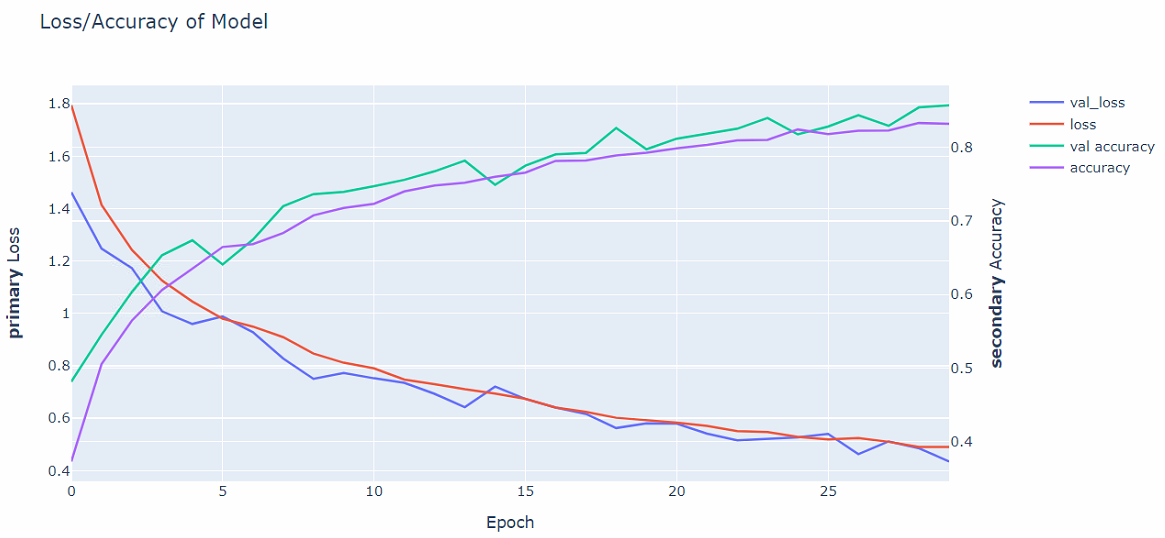 Loss/Accuracy of Model
1.8
1.6
1.4
1.2
1
0.8
0.6
0.4
primary Loss
0 5 10 15 20 25
Epoch
0.8
0.7
0.6
0.5
0.4
secondary Accuracy
val_loss
loss
val accuracy
accuracy